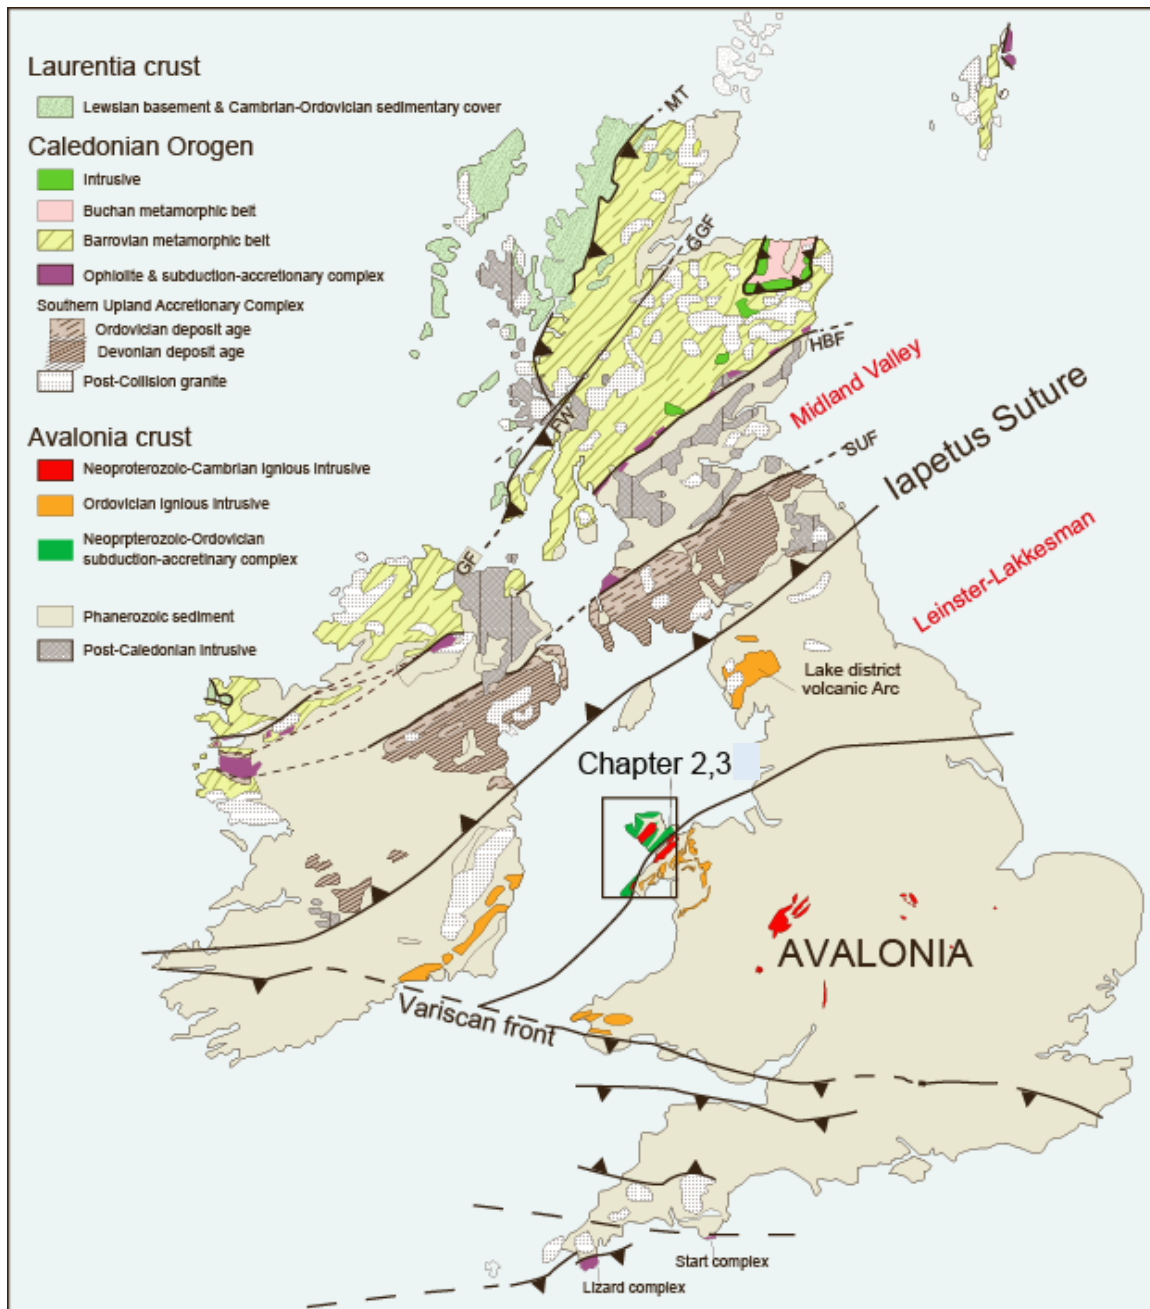 Laurentia crust
Lewsian basement & Cambrian-Ordovician sedimentary cover
Caledonian Orogen
Intrusive
Buchan metamorphic belt
Barrovian metamorphic belt
Ophiolite & subduction-accretionary complex
Southern Upland Accretionary Complex
Ordovician deposit age
Devonian deposit age
Post-Collision granite
Avalonia crust
Neoproterozoic-Cambrian Ignious Intrusive
Ordovician Ignious Intrusive
Neoprpterozoic-Ordovician
subduction-accretinary complex
Phanerozoic sediment
Post-Caledonian Intrusive
MT
GGF
HBF
Midland Valley
FW
SUF
Iapetus Suture
GF
Leinster-Lakkesman
Lake district
volcanic Arc
Chapter 2,3
AVALONIA
Variscan front
Start complex
Lizard complex